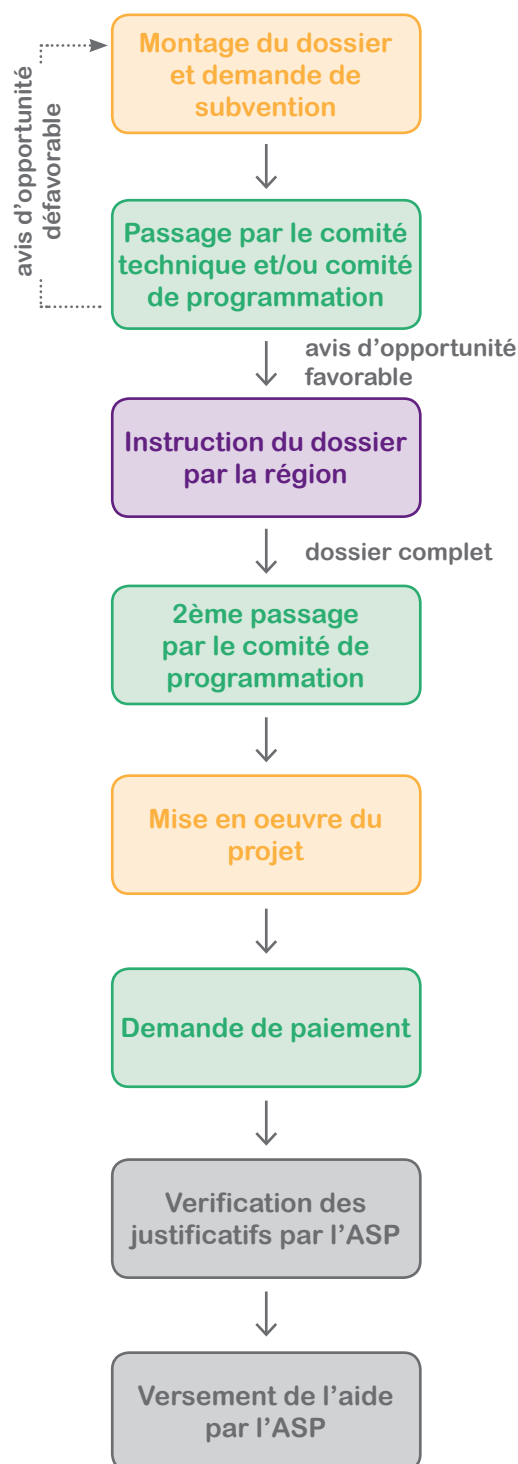 Montage du dossier
et demande de
subvention
avis d'opportunité
défavorable
Passage par le comité
technique et/ou comité
de programmation
avis d'opportunité
favorable
Instruction du dossier
par la région
dossier complet
2ème passage
par le comité de
programmation
Mise en oeuvre du
projet
Demande de paiement
Verification des
justificatifs par l'ASP
Versement de l'aide
par l'ASP